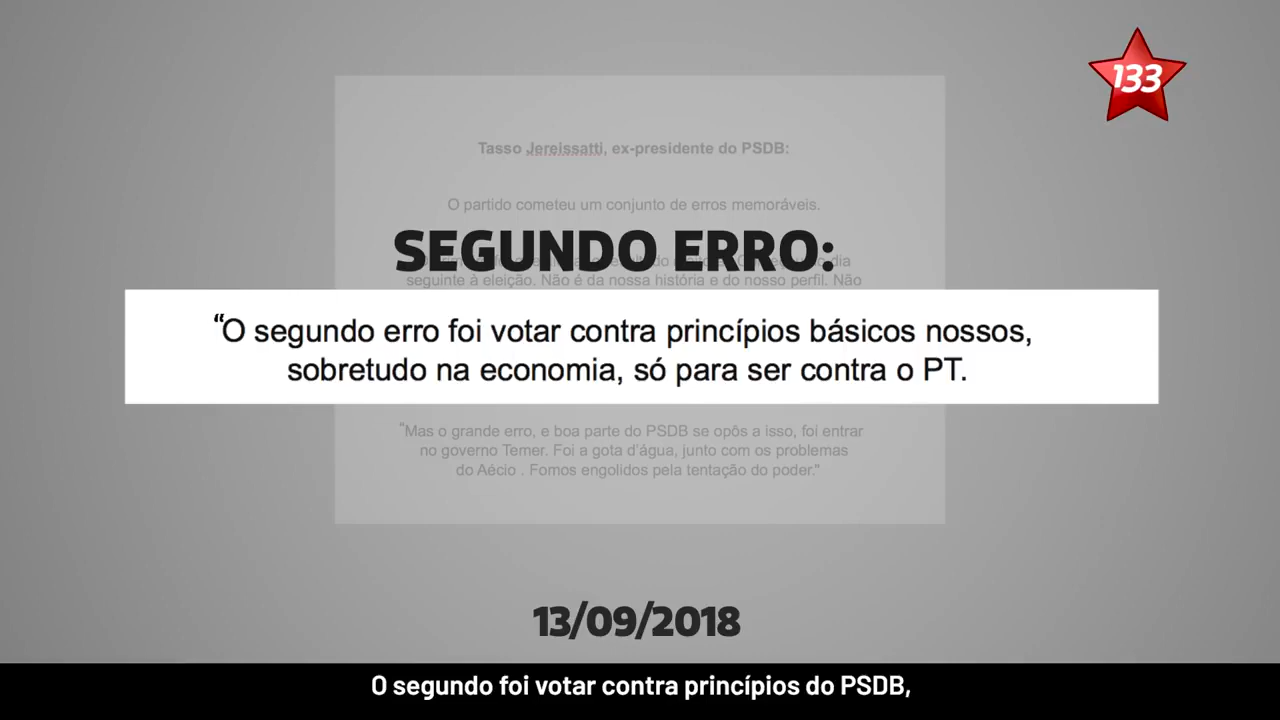 133
Tasso Jereissatti, ex-presidente do PSDB:
O partido cometeu um conjunto de erros memoráveis.
SEGUNDO ERRO:
dia
seguinte à eleição. Não é da nossa história e do nosso perfil. Não
“O segundo erro foi votar contra princípios básicos nossos,
sobretudo na economia, só para ser contra o PT.
“Mas o grande erro, e boa parte do PSDB se opôs a isso, foi entrar
no governo Temer. Foi a gota d’água, junto com os problemas
do Aécio . Fomos engolidos pela tentação do poder.”
13/09/2018
O segundo foi votar contra princípios do PSDB,